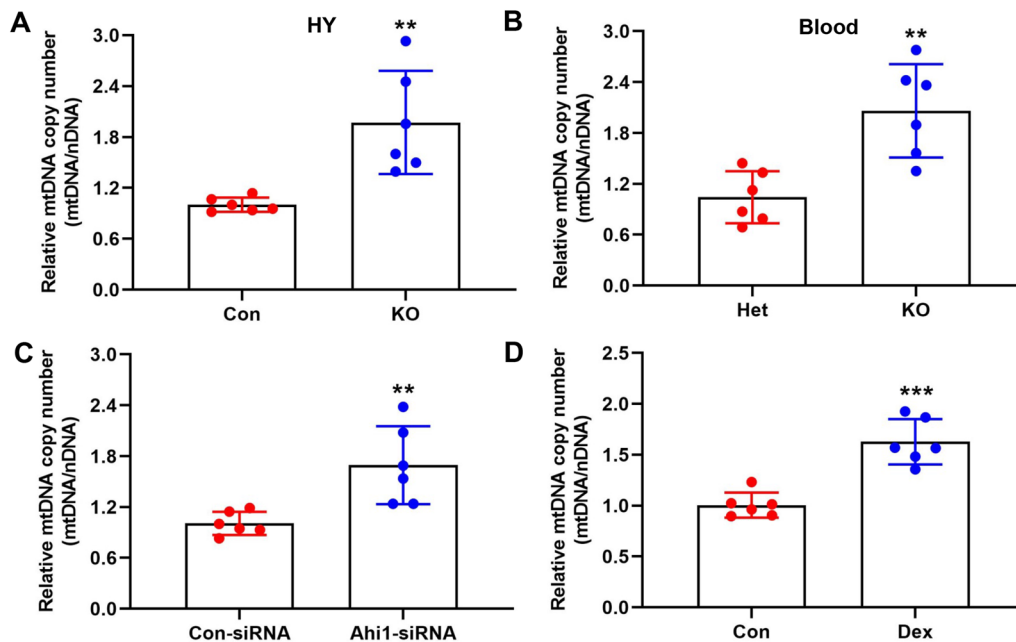 A
HY
**
Relative mtDNA copy number
(mtDNA/nDNA)
3.0
2.4
1.8
1.2
0.6
0.0
Con
KO
B
Blood
**
Relative mtDNA copy number
(mtDNA/nDNA)
3.0
2.4
1.8
1.2
0.6
0.0
Het
KO
C
**
Relative mtDNA copy number
(mtDNA/nDNA)
3.0
2.4
1.8
1.2
0.6
0.0
Con-siRNA
Ahi1-siRNA
D
***
Relative mtDNA copy number
(mtDNA/nDNA)
2.5
2.0
1.5
1.0
0.5
0.0
Con
Dex